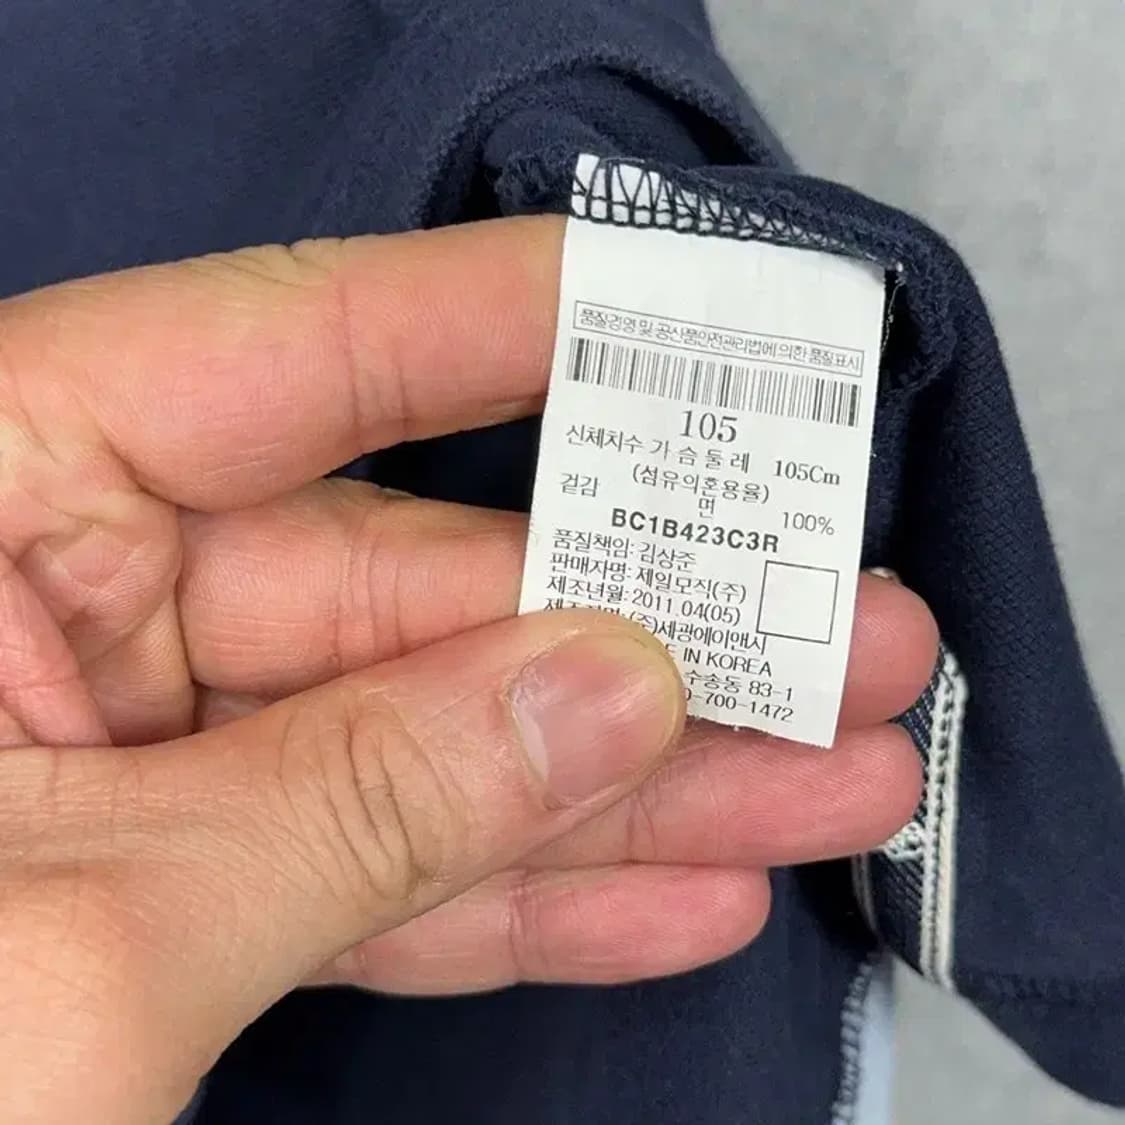 품질경영 및 공산품안전관리법에 의한 품질표시
105
신체치수 가 슴 둘 레 105Cm
(섬유의혼용율)
겉감 면 100%
BC1B423C3R
품질책임: 김상준
판매자명: 제일모직(주)
제조년월: 2011.04(05)
(주)세광에이앤시
IN KOREA
수송동 83-1
-700-1472